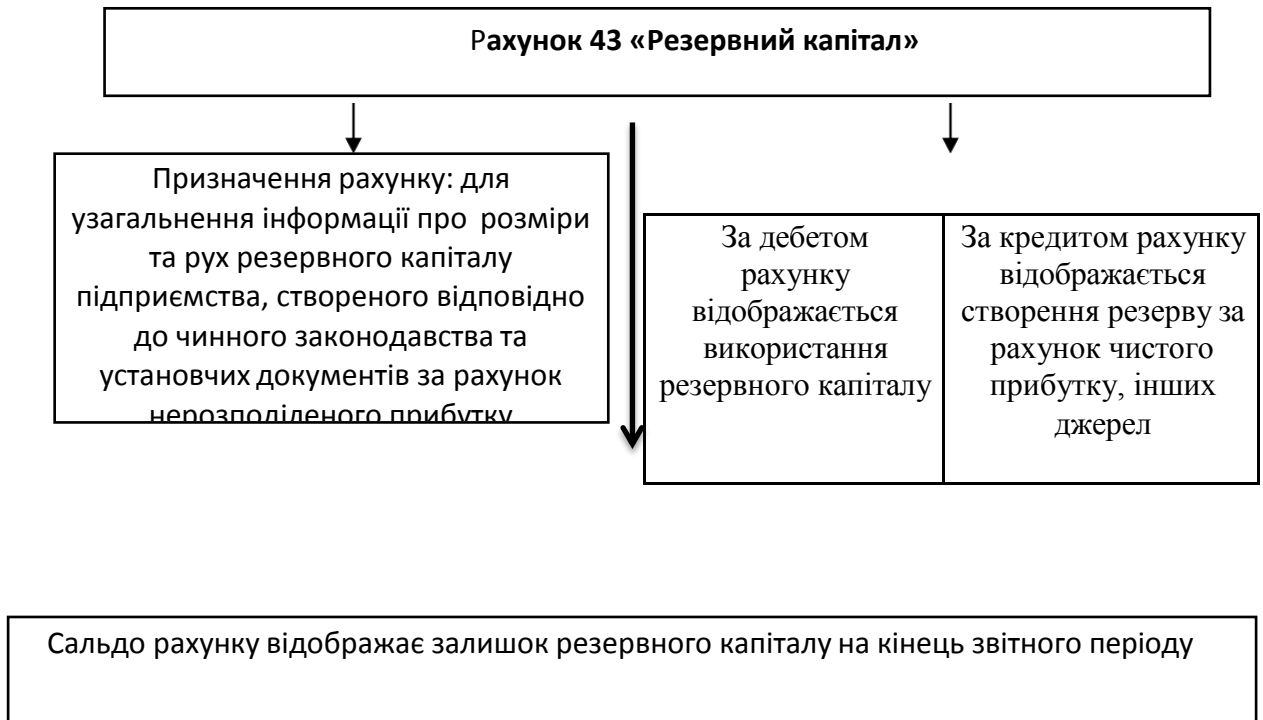 Рахунок 43 «Резервний капітал»
Призначення рахунку: для
узагальнення інформації про розміри
та рух резервного капіталу
підприємства, створеного відповідно
до чинного законодавства та
установчих документів за рахунок
нерозподіленого прибутку
За дебетом
рахунку
відображається
використання
резервного капіталу
За кредитом рахунку
відображається
створення резерву за
рахунок чистого
прибутку, інших
джерел
Сальдо рахунку відображає залишок резервного капіталу на кінець звітного періоду